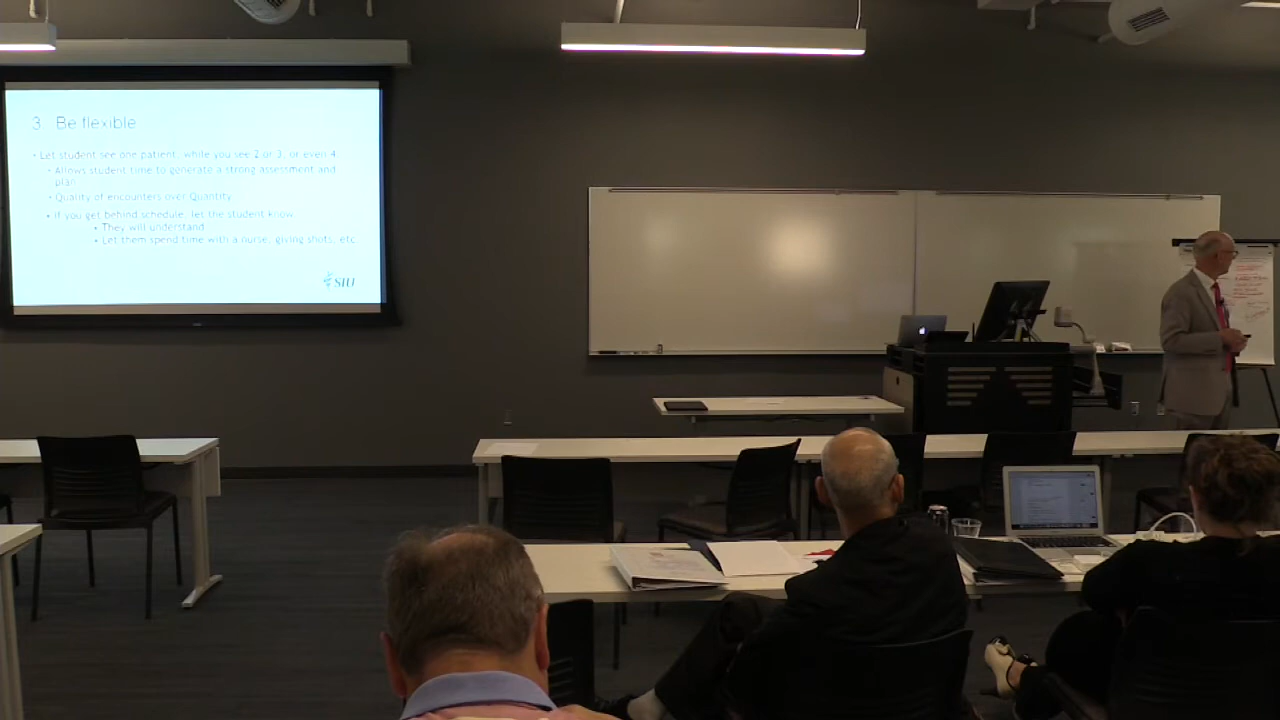 3. Be flexible
• Let student see one patient, while you see 2 or 3, or even 4
• Allows student time to generate a strong assessment and
plan
• Quality of encounters over Quantity
• If you get behind schedule, let the student know
• They will understand
• Let them spend time with a nurse, giving shots, etc
SIU